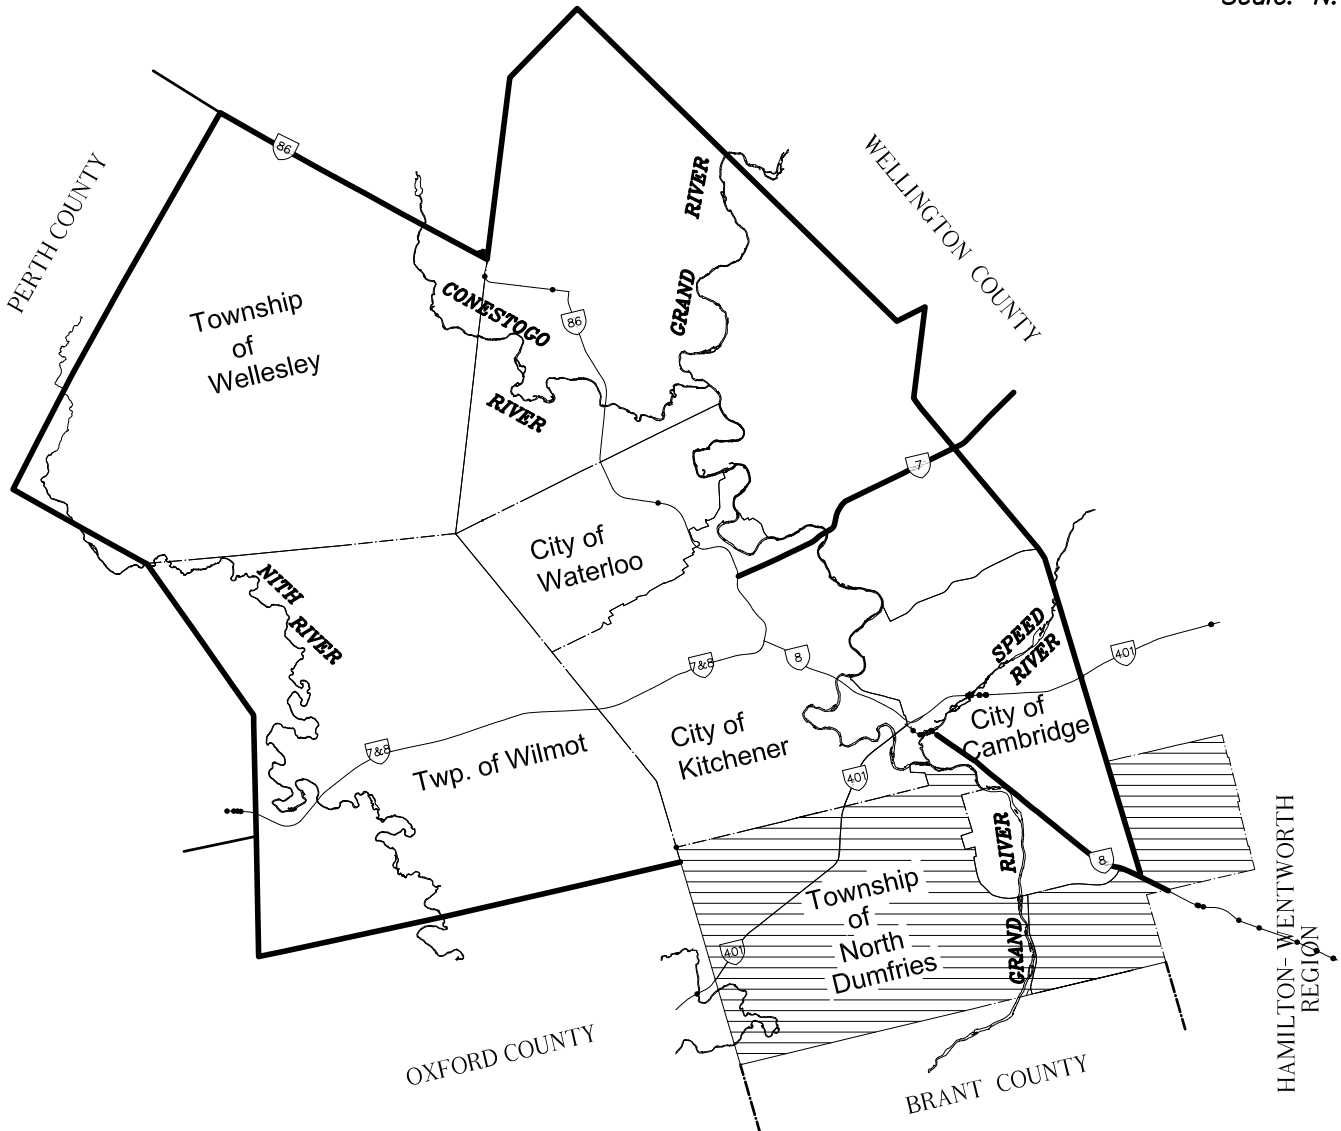 Scale: N.
86
PERTH COUNTY
WELLINGTON COUNTY
RIVER
GRAND
Township
of
Wellesley
CONESTOGO
RIVER
86
7
City of
Waterloo
NITH
RIVER
SPEED
RIVER
401
8
7&8
7&8
City of
Kitchener
City of
Cambridge
Twp. of Wilmot
401
RIVER
8
Township
of
North
Dumfries
GRAND
401
HAMILTON- WENTWORTH
REGION
OXFORD COUNTY
BRANT COUNTY